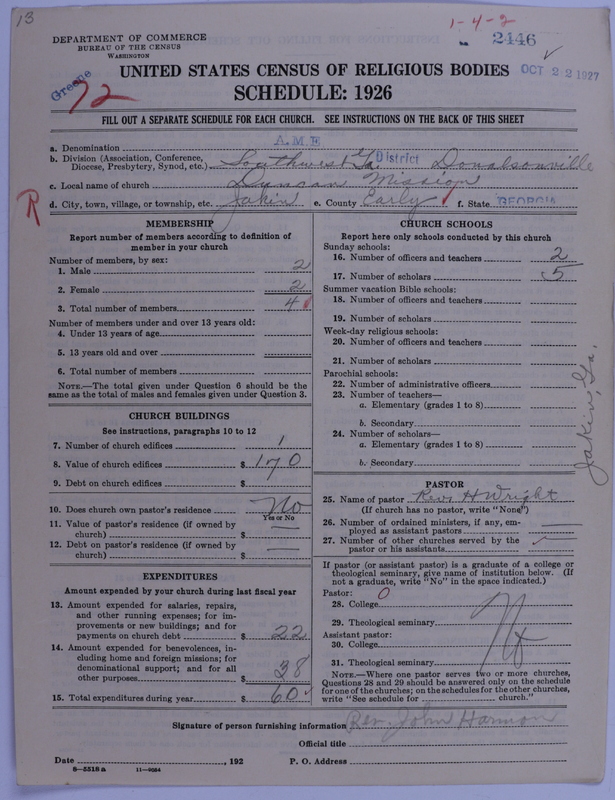 13
1-4-2
2446
DEPARTMENT OF COMMERCE
BUREAU OF THE CENSUS
WASHINGTON
OCT 22 1927
Greene
72
UNITED STATES CENSUS OF RELIGIOUS BODIES
SCHEDULE: 1926
FILL OUT A SEPARATE SCHEDULE FOR EACH CHURCH. SEE INSTRUCTIONS ON THE BACK OF THIS SHEET
a. Denomination A.M.E
b. Division (Association, Conference, Diocese, Presbytery, Synod, etc.) Southwest Ga District Donalsonville
c. Local name of church Duncan Mission
d. City, town, village, or township, etc. Jakin e. County Early f. State GEORGIA
R
MEMBERSHIP
Report number of members according to definition of
member in your church
Number of members, by sex:
1. Male 2
2. Female 2
3. Total number of members 4
Number of members under and over 13 years old:
4. Under 13 years of age
5. 13 years old and over
6. Total number of members
NOTE.—The total given under Question 6 should be the
same as the total of males and females given under Question 3.
CHURCH BUILDINGS
See instructions, paragraphs 10 to 12
7. Number of church edifices 1
8. Value of church edifices $170
9. Debt on church edifices $
10. Does church own pastor's residence No
Yes or No
11. Value of pastor's residence (if owned by
church) $
12. Debt on pastor's residence (if owned by
church) $
EXPENDITURES
Amount expended by your church during last fiscal year
13. Amount expended for salaries, repairs,
and other running expenses; for im-
provements or new buildings; and for
payments on church debt $ 22
14. Amount expended for benevolences, in-
cluding home and foreign missions; for
denominational support; and for all
other purposes $ 38
15. Total expenditures during year $ 60
CHURCH SCHOOLS
Report here only schools conducted by this church
Sunday schools:
16. Number of officers and teachers 2
17. Number of scholars 5
Summer vacation Bible schools:
18. Number of officers and teachers
19. Number of scholars
Week-day religious schools:
20. Number of officers and teachers
21. Number of scholars
Parochial schools:
22. Number of administrative officers
23. Number of teachers—
a. Elementary (grades 1 to 8)
b. Secondary
24. Number of scholars—
a. Elementary (grades 1 to 8)
b. Secondary
Jakin, Ga.
PASTOR
25. Name of pastor Rev. H Wright
(If church has no pastor, write "None")
26. Number of ordained ministers, if any, em-
ployed as assistant pastors
27. Number of other churches served by the
pastor or his assistants
If pastor (or assistant pastor) is a graduate of a college or
theological seminary, give name of institution below. (If
not a graduate, write "No" in the space indicated.)
Pastor: 0
28. College
29. Theological seminary
Assistant pastor:
30. College
31. Theological seminary
NOTE.—Where one pastor serves two or more churches,
Questions 28 and 29 should be answered only on the schedule
for one of the churches; on the schedules for the other churches,
write "See schedule for church."
Signature of person furnishing information Rev. John Harmon
Official title
Date , 192 P. O. Address
8—5518 a 11—9034